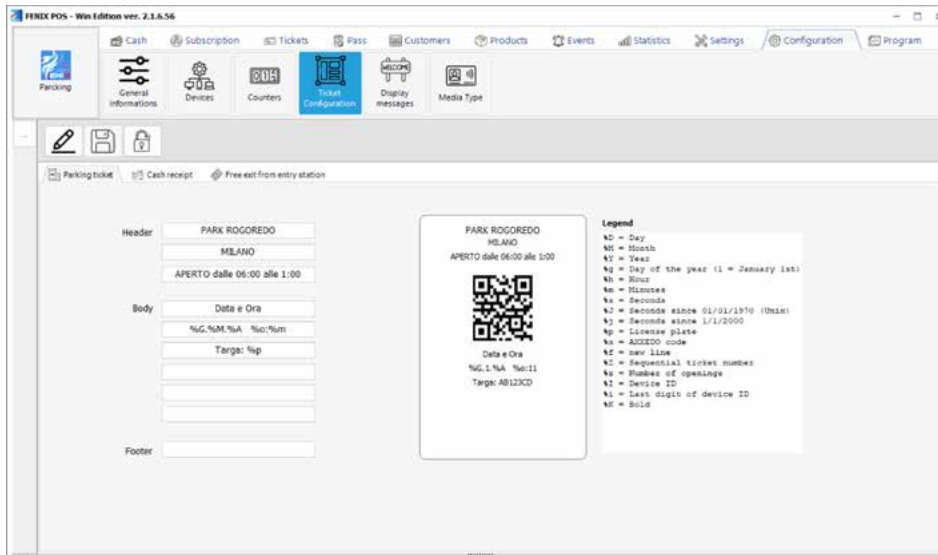 FENIX POS - Win Edition ver. 2.1.6.56
Cash
Subscription
Tickets
Pass
Customers
Products
Events
Statistics
Settings
Configuration
Program
Parcking
General Informations
Devices
Counters
Ticket Configuration
WELCOME
Display messages
Media Type
Parking ticket
Cash receipt
Free exit from entry station
Header
PARK ROGOREDO
MILANO
APERTO dalle 06:00 alle 1:00
Body
Data e Ora
%G.%M.%A %o:%m
Targa: %p
Footer
PARK ROGOREDO
MILANO
APERTO dalle 06:00 alle 1:00
Data e Ora
%G.1.%A %o:11
Targa: AB123CD
Legend
%D = Day
%M = Month
%Y = Year
%g = Day of the year (1 = January 1st)
%h = Hour
%m = Minutes
%s = Seconds
%J = Seconds since 01/01/1970 (Unix)
%j = Seconds since 1/1/2000
%p = License plate
= new line
= Sequential ticket number
= Number of openings
%I = Device ID
%i = Last digit of device ID
%K = Bold